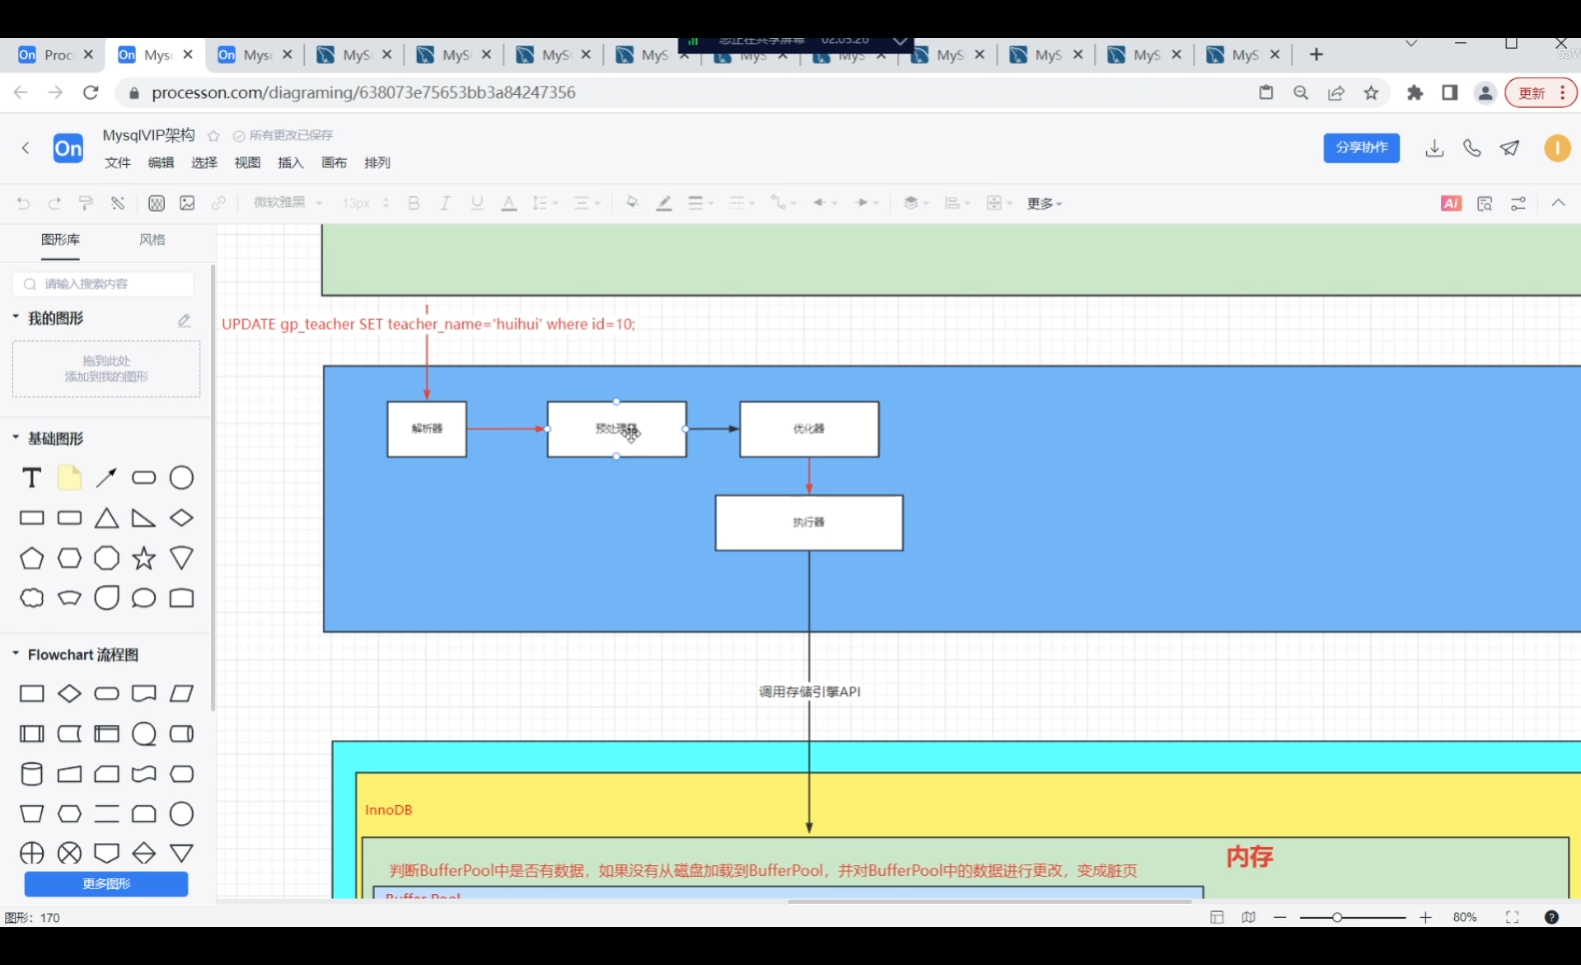 您正在共享屏幕 02:03:26
Proc
Mys
Mysc
MyS
MyS
MyS
MyS
MyS
MyS
MyS
MyS
MyS
MyS
processon.com/diagraming/638073e75653bb3a84247356
更新
On
MysqlVIP架构
所有更改已保存
文件 编辑 选择 视图 插入 画布 排列
分享协作
I
微软雅黑 13px B I U A 更多
AI
图形库 风格
请输入搜索内容
我的图形
拖到此处
添加到我的图形
基础图形
T
Flowchart 流程图
更多图形
图形：170
80%
UPDATE gp_teacher SET teacher_name='huihui' where id=10;
解析器
预处理器
优化器
执行器
调用存储引擎API
InnoDB
内存
判断BufferPool中是否有数据，如果没有从磁盘加载到BufferPool，并对BufferPool中的数据进行更改，变成脏页
Buffer Pool